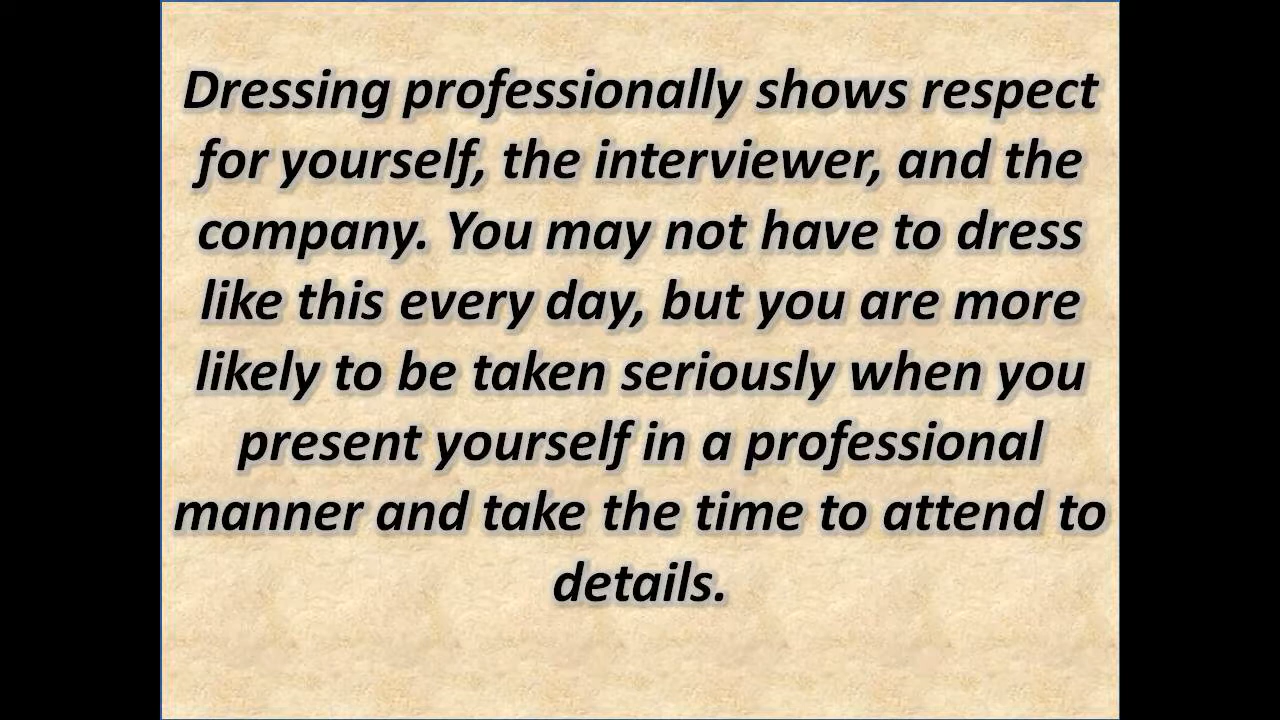 Dressing professionally shows respect
for yourself, the interviewer, and the
company. You may not have to dress
like this every day, but you are more
likely to be taken seriously when you
present yourself in a professional
manner and take the time to attend to
details.